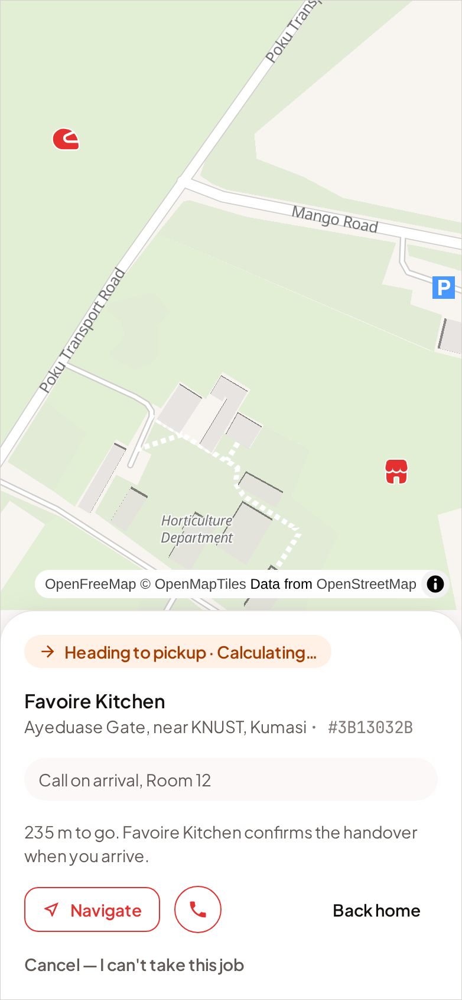 Poku Transp
Mango Road
Poku Transport Road
P
Horticulture
Department
OpenFreeMap © OpenMapTiles Data from OpenStreetMap
Heading to pickup · Calculating…
Favoire Kitchen
Ayeduase Gate, near KNUST, Kumasi · #3B13032B
Call on arrival, Room 12
235 m to go. Favoire Kitchen confirms the handover
when you arrive.
Navigate
Back home
Cancel — I can't take this job